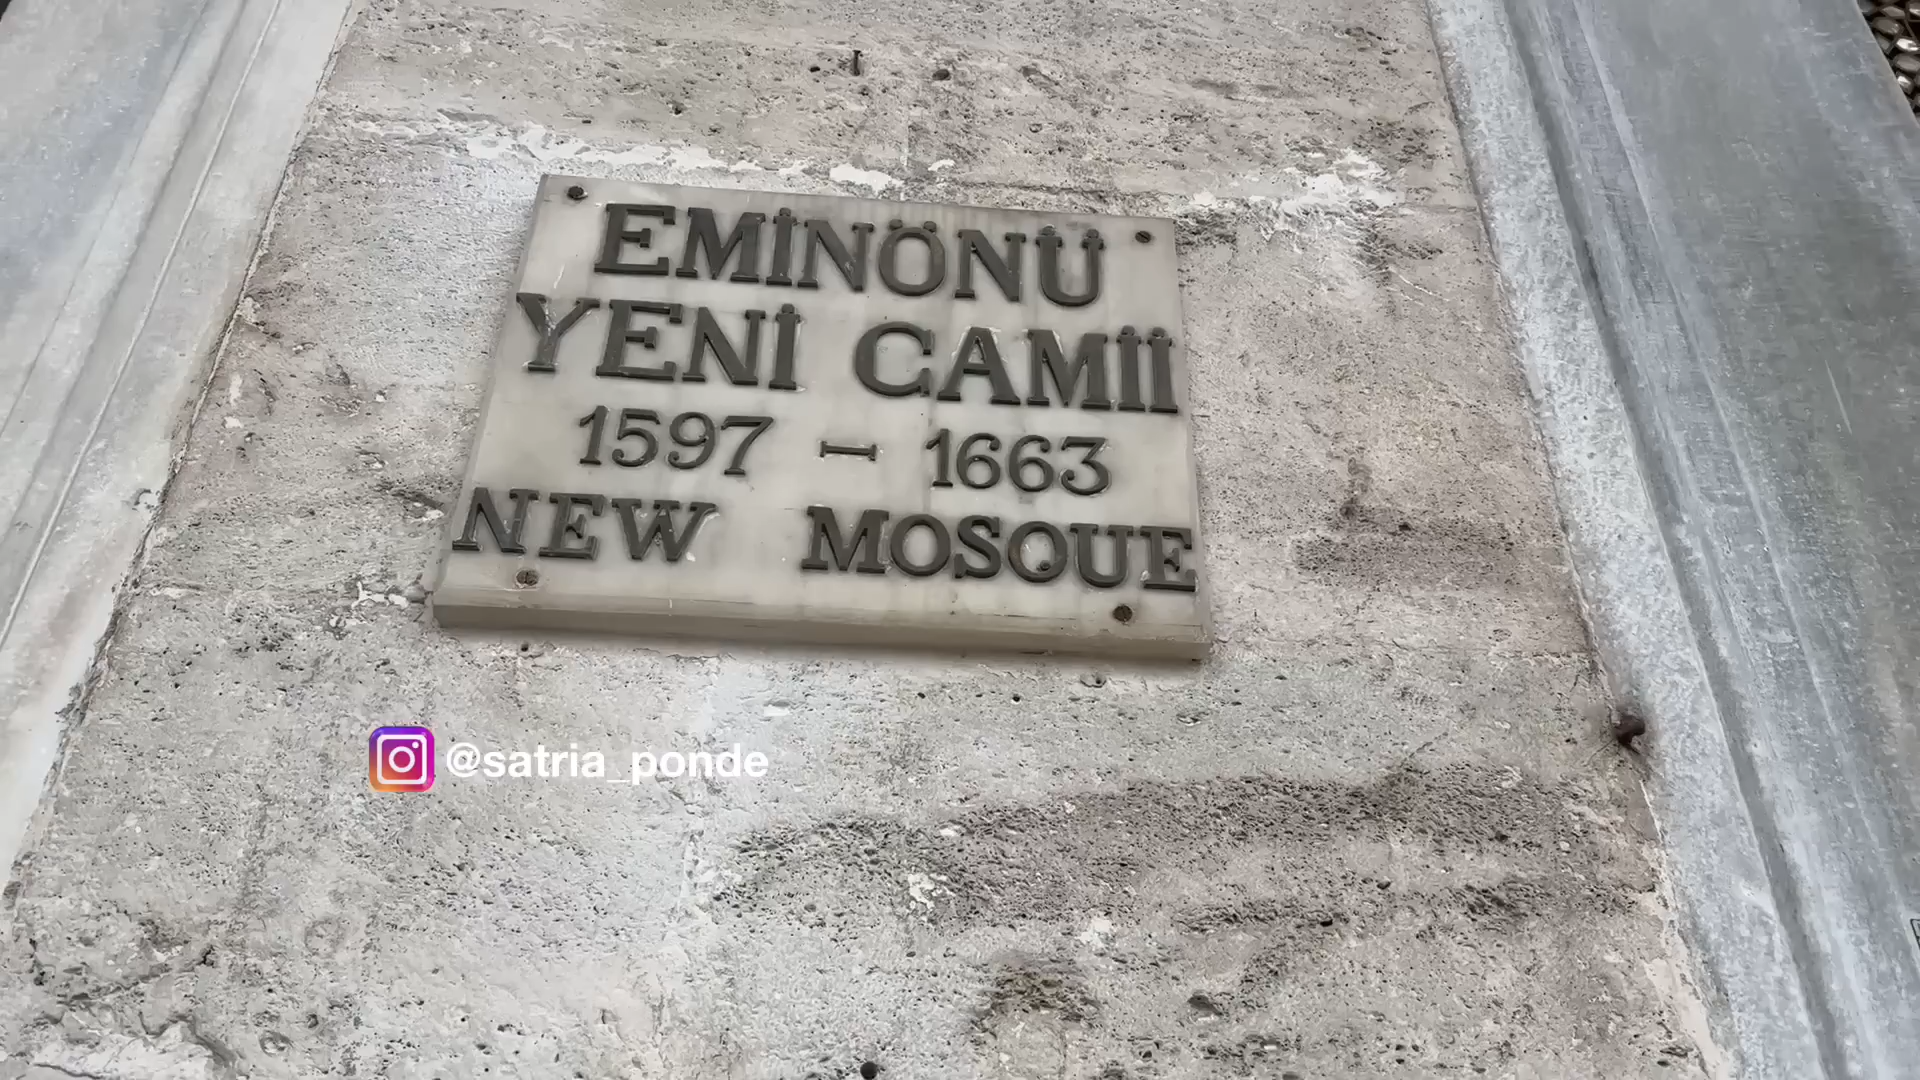 EMİNÖNÜ
YENİ CAMİİ
1597 – 1663
NEW MOSQUE
@satria_ponde